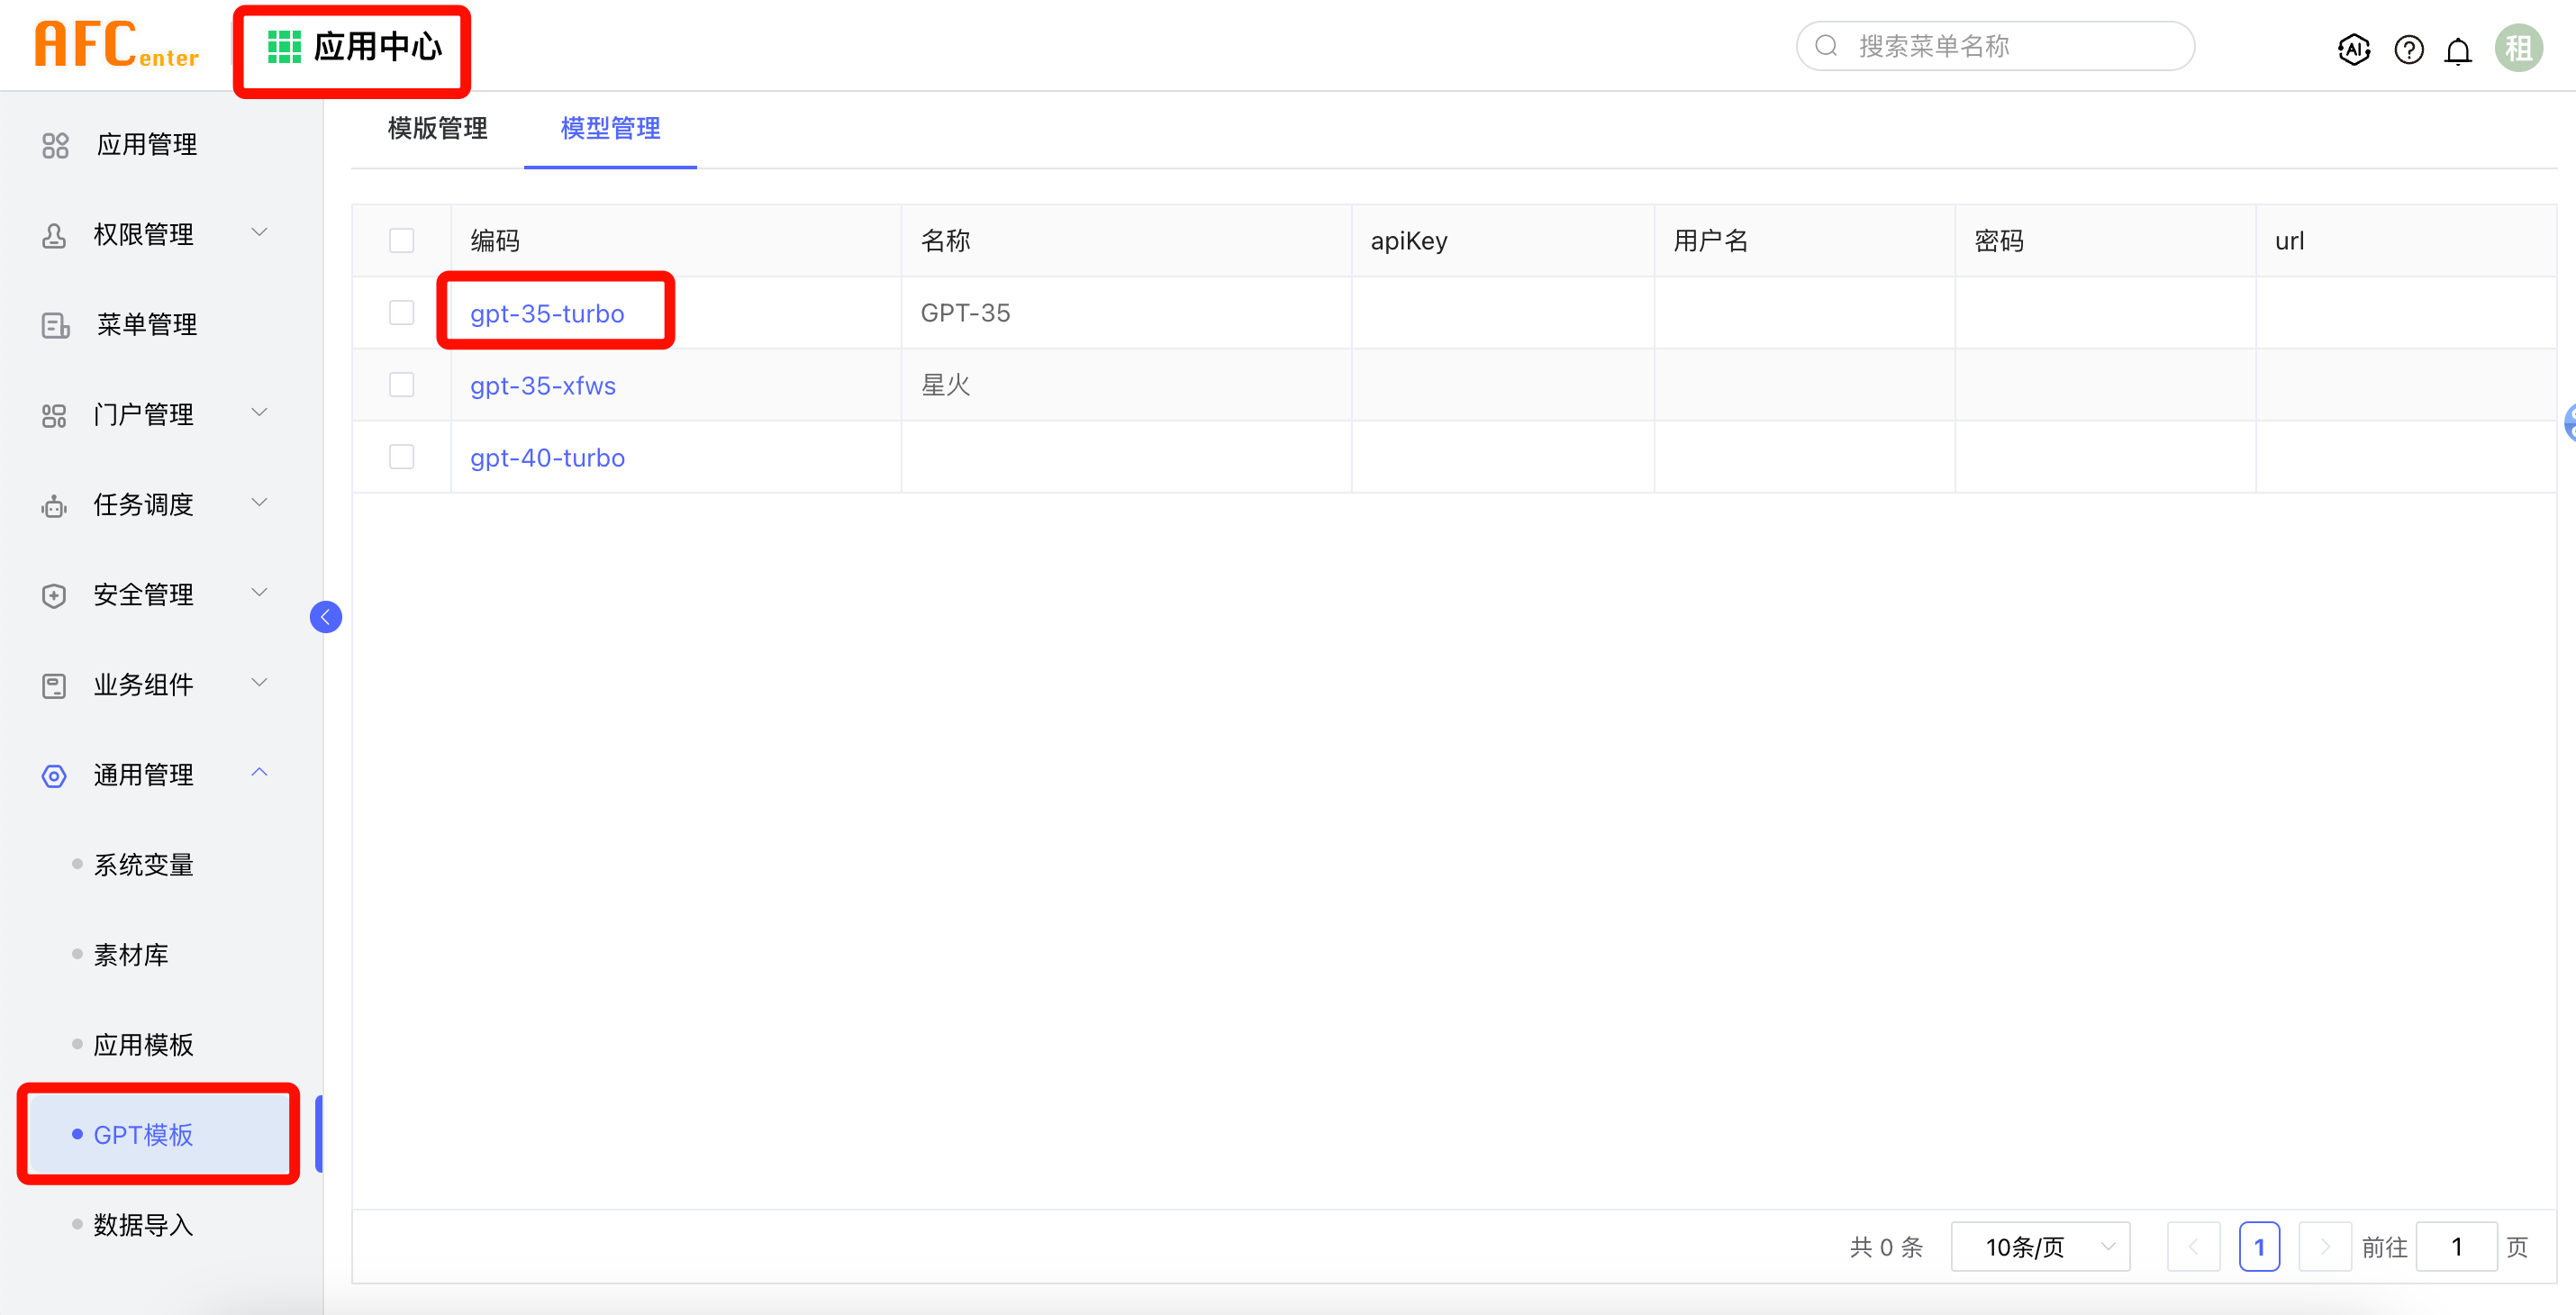 AFCenter 应用中心 搜索菜单名称 AI ? 租
应用管理
权限管理
菜单管理
门户管理
任务调度
安全管理
业务组件
通用管理
系统变量
素材库
应用模板
GPT模板
数据导入
模版管理 模型管理
编码 名称 apiKey 用户名 密码 url
gpt-35-turbo GPT-35
gpt-35-xfws 星火
gpt-40-turbo
共 0 条 10条/页 1 前往 1 页